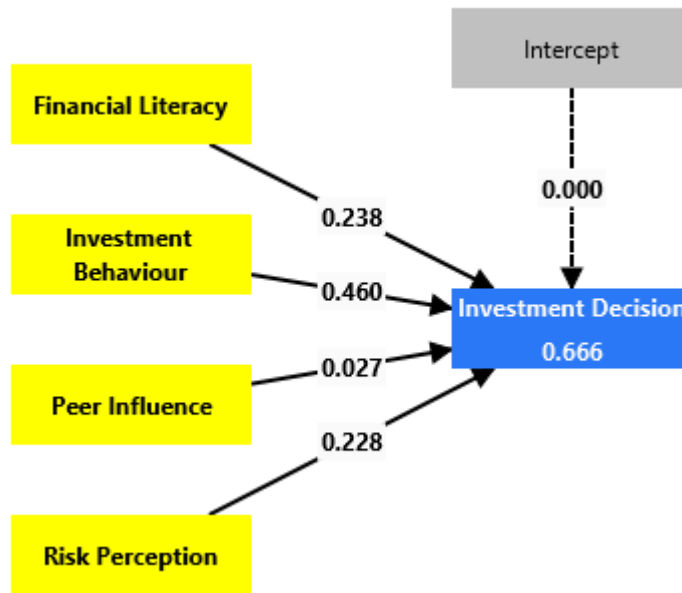 Intercept
Financial Literacy
0.000
0.238
Investment
Behaviour
0.460
Investment Decision
0.666
0.027
Peer Influence
0.228
Risk Perception